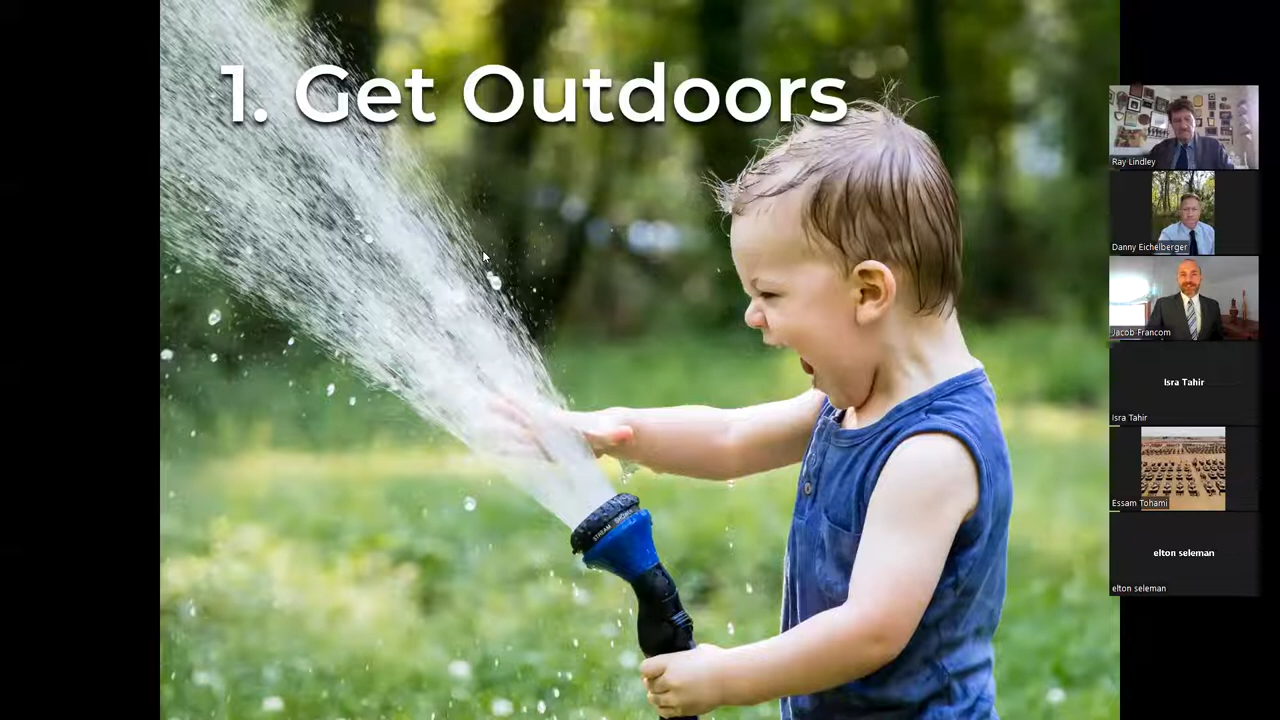 1. Get Outdoors
Ray Lindley
Danny Eichelberger
Jacob Francom
Isra Tahir
Isra Tahir
Essam Tohami
elton seleman
elton seleman
STREAM